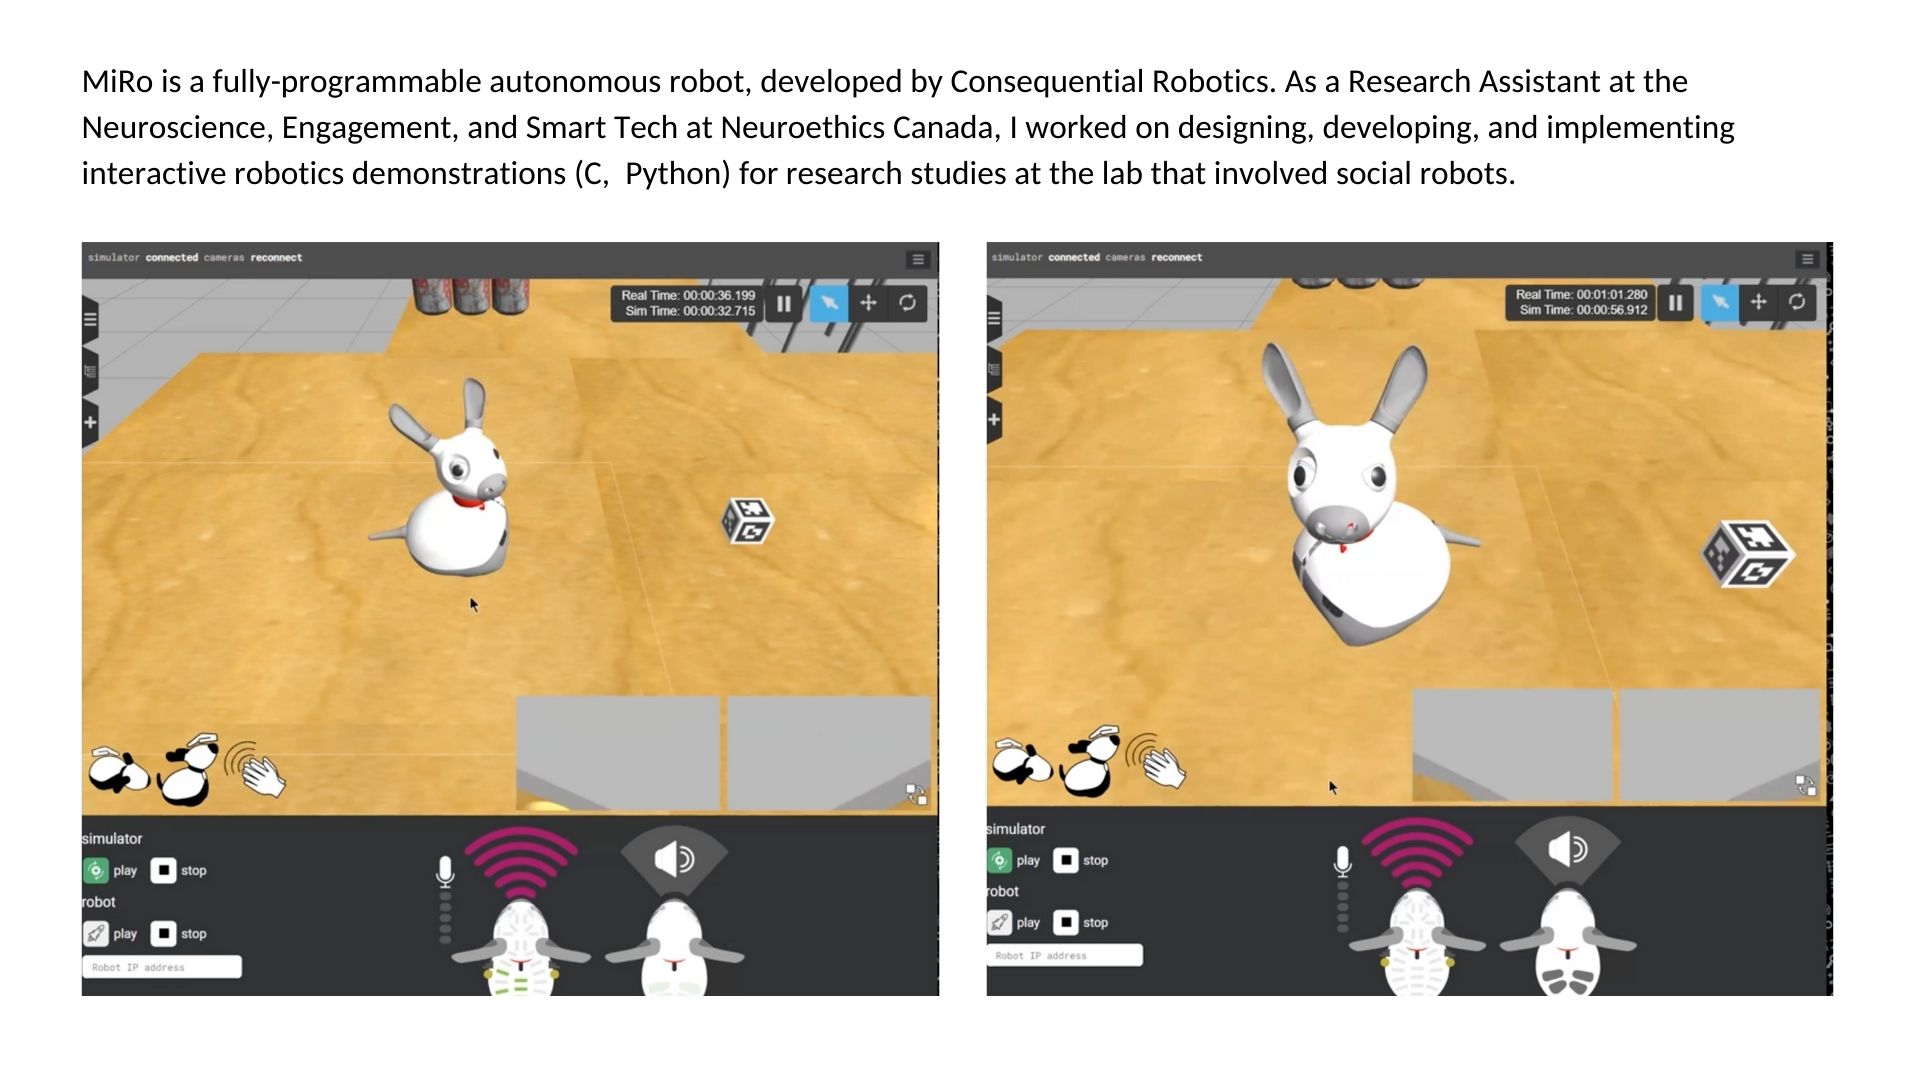 MiRo is a fully-programmable autonomous robot, developed by Consequential Robotics. As a Research Assistant at the
Neuroscience, Engagement, and Smart Tech at Neuroethics Canada, I worked on designing, developing, and implementing
interactive robotics demonstrations (C,  Python) for research studies at the lab that involved social robots.
simulator connected cameras reconnect
Real Time: 00:00:36.199
Sim Time: 00:00:32.715
simulator
play stop
robot
play stop
Robot IP address
simulator connected cameras reconnect
Real Time: 00:01:01.280
Sim Time: 00:00:56.912
simulator
play stop
robot
play stop
Robot IP address